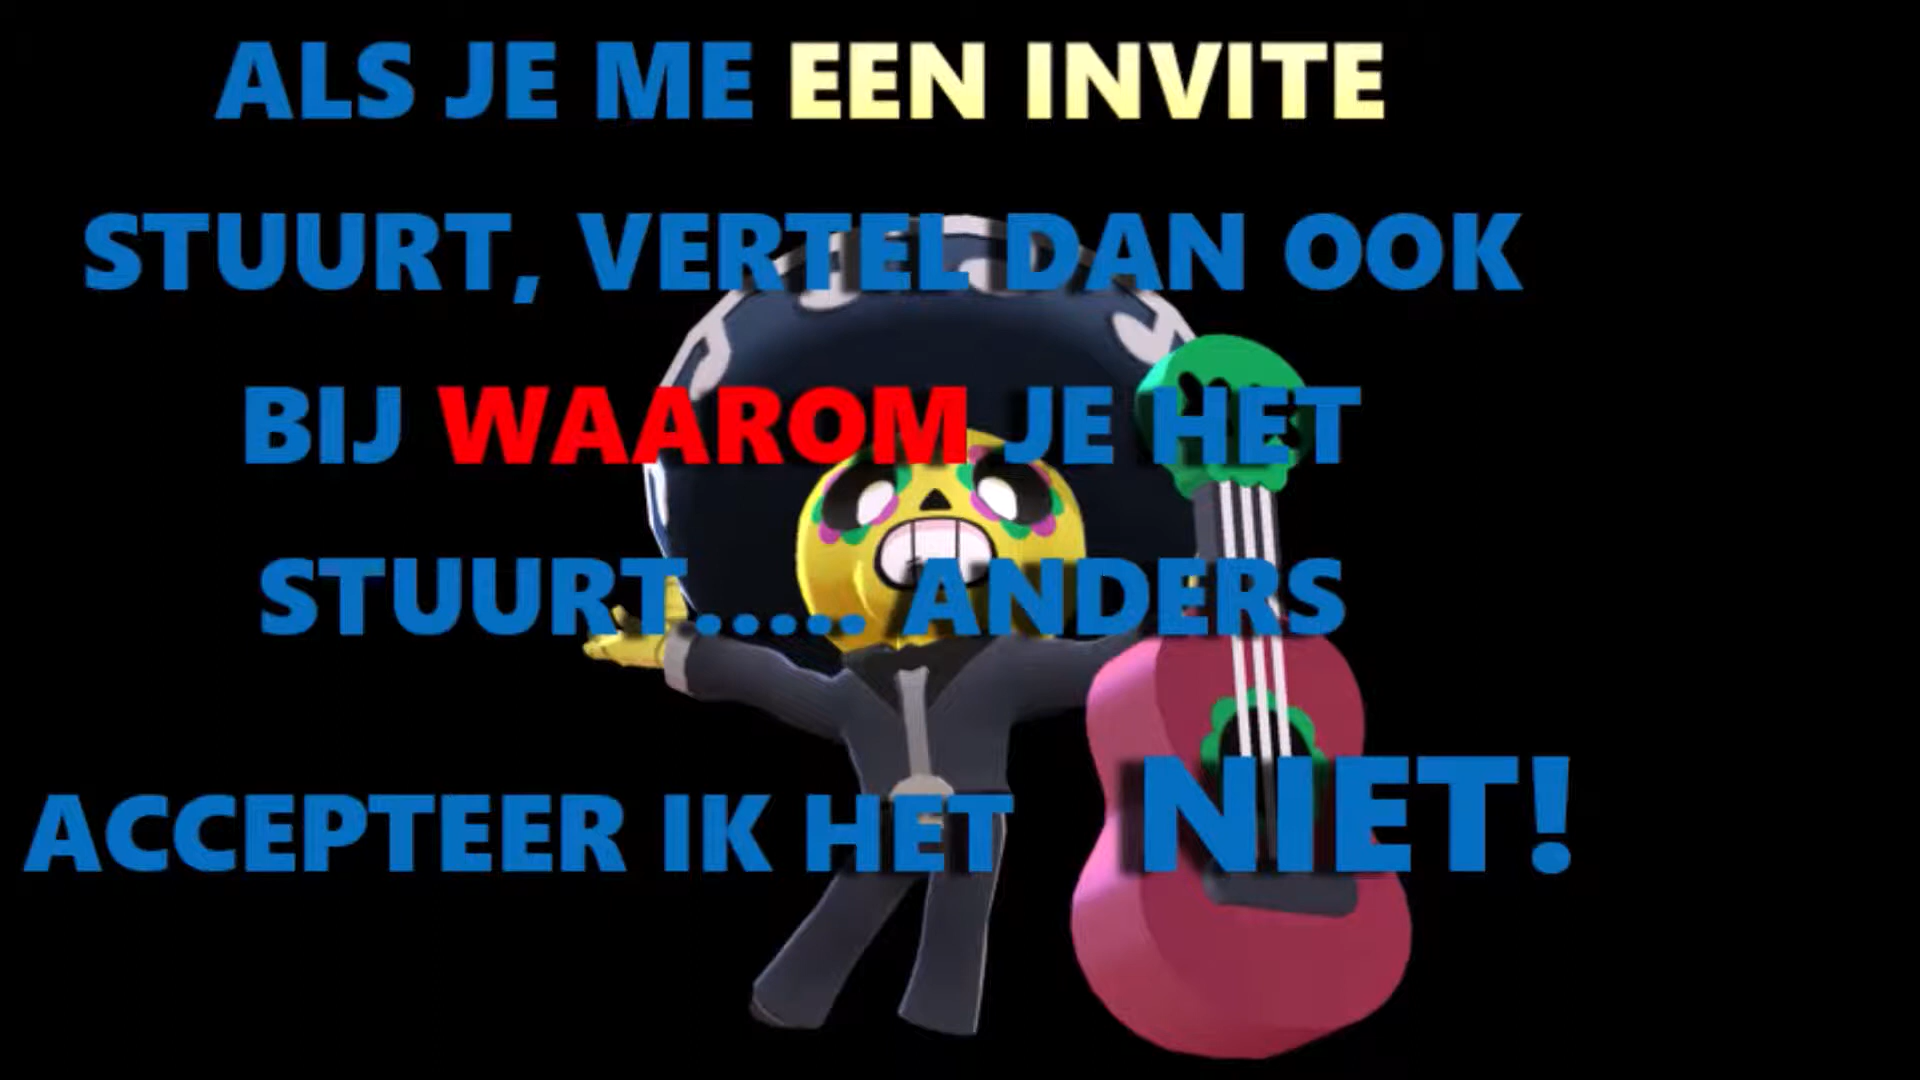 ALS JE ME EEN INVITE
STUURT, VERTEL DAN OOK
BIJ WAAROM JE HET
STUURT..... ANDERS
ACCEPTEER IK HET NIET!